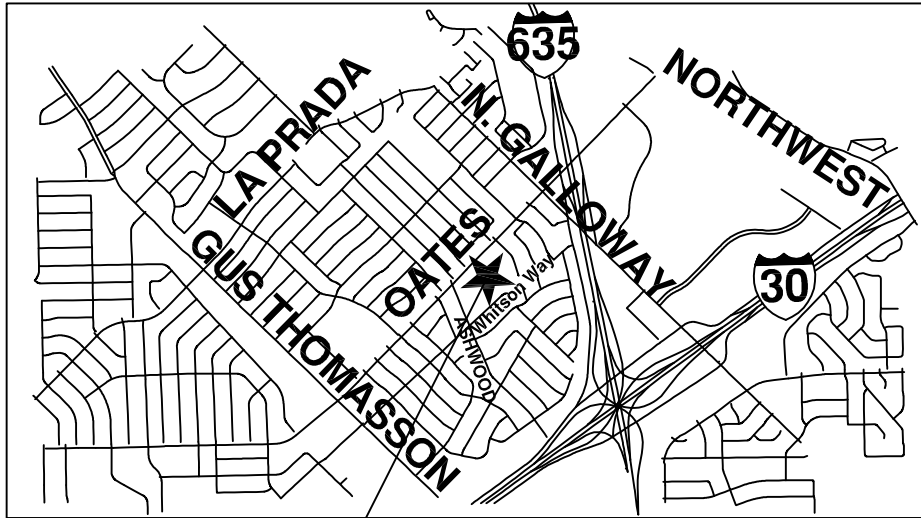 635
NORTHWEST
LA PRADA
N. GALLOWAY
OATES
GUS THOMASSON
Whitson Way
30
ASHWOOD